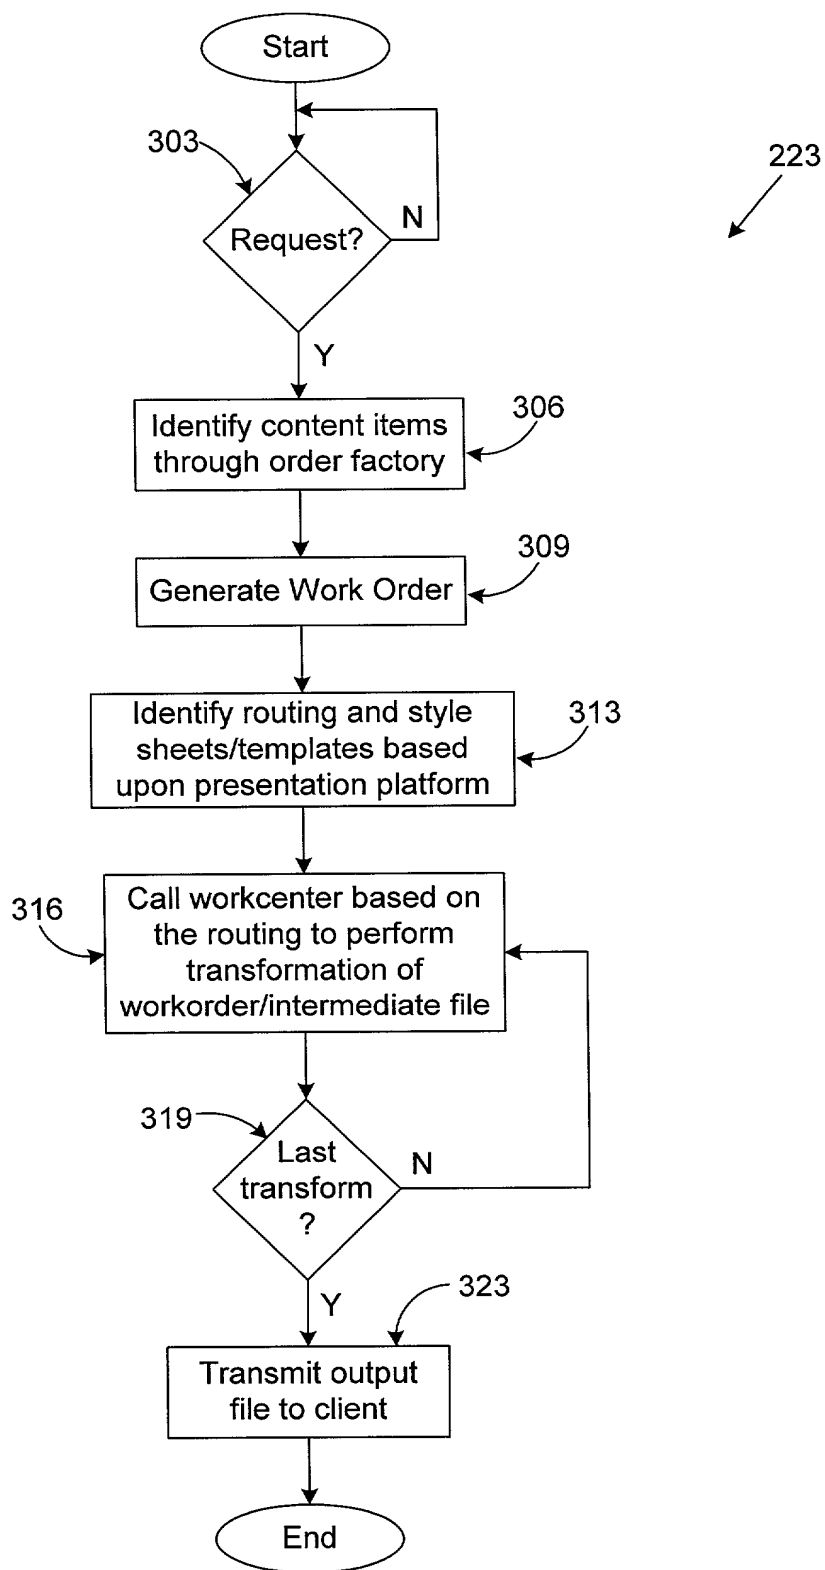 Start
303
223
Request?
N
Y
306
Identify content items
through order factory
309
Generate Work Order
313
Identify routing and style
sheets/templates based
upon presentation platform
316
Call workcenter based on
the routing to perform
transformation of
workorder/intermediate file
319
Last
transform
?
N
Y
323
Transmit output
file to client
End